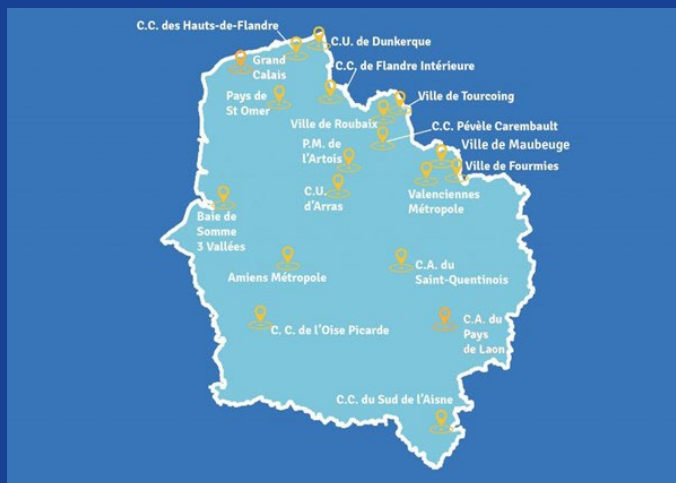 C.C. des Hauts-de-Flandre
C.U. de Dunkerque
Grand
Calais
C.C. de Flandre Intérieure
Pays de
St Omer
Ville de Tourcoing
Ville de Roubaix
C.C. Pévèle Carembault
P.M. de
l'Artois
Ville de Maubeuge
Ville de Fourmies
C.U.
d'Arras
Valenciennes
Métropole
Baie de
Somme
3 Vallées
Amiens Métropole
C.A. du
Saint-Quentinois
C. C. de l'Oise Picarde
C.A. du
Pays
de Laon
C.C. du Sud de l'Aisne